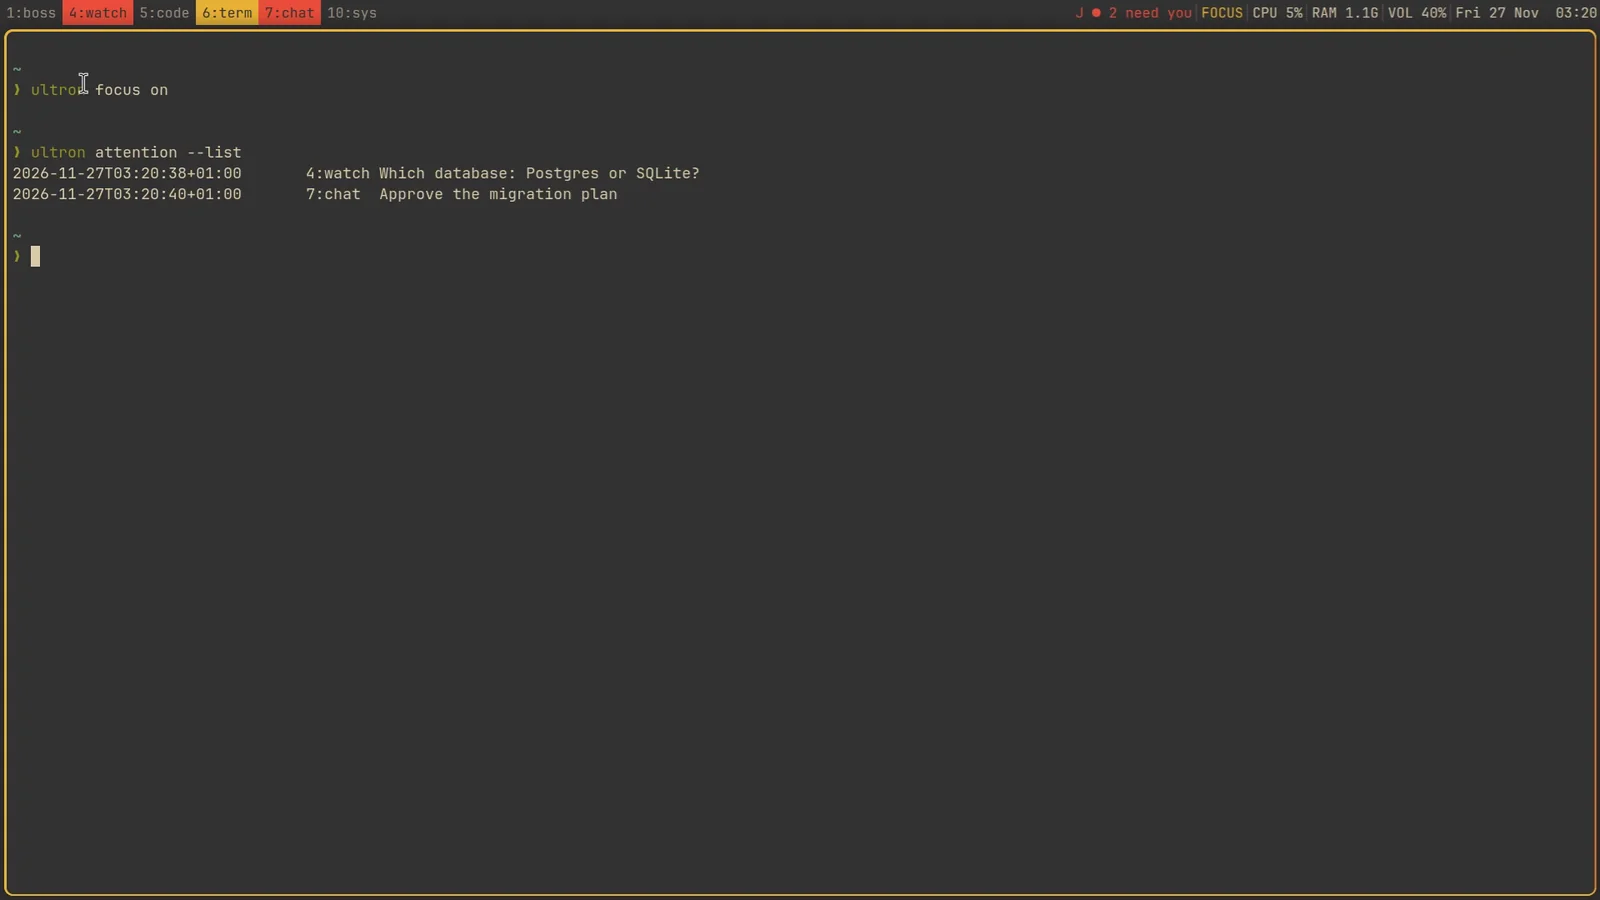 1:boss 4:watch 5:code 6:term 7:chat 10:sys J ● 2 need you FOCUS CPU 5% RAM 1.1G VOL 40% Fri 27 Nov 03:20
~
❯ ultron focus on
~
❯ ultron attention --list
2026-11-27T03:20:38+01:00 4:watch Which database: Postgres or SQLite?
2026-11-27T03:20:40+01:00 7:chat Approve the migration plan
~
❯